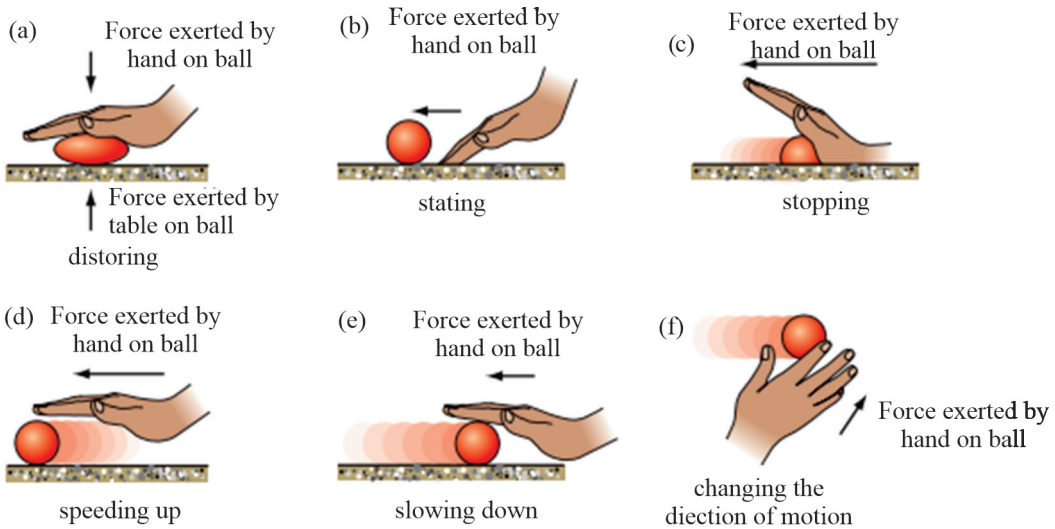 (a)
Force exerted by
hand on ball
Force exerted by
table on ball
distoring
(b)
Force exerted by
hand on ball
stating
(c)
Force exerted by
hand on ball
stopping
(d)
Force exerted by
hand on ball
speeding up
(e)
Force exerted by
hand on ball
slowing down
(f)
Force exerted by
hand on ball
changing the
diection of motion